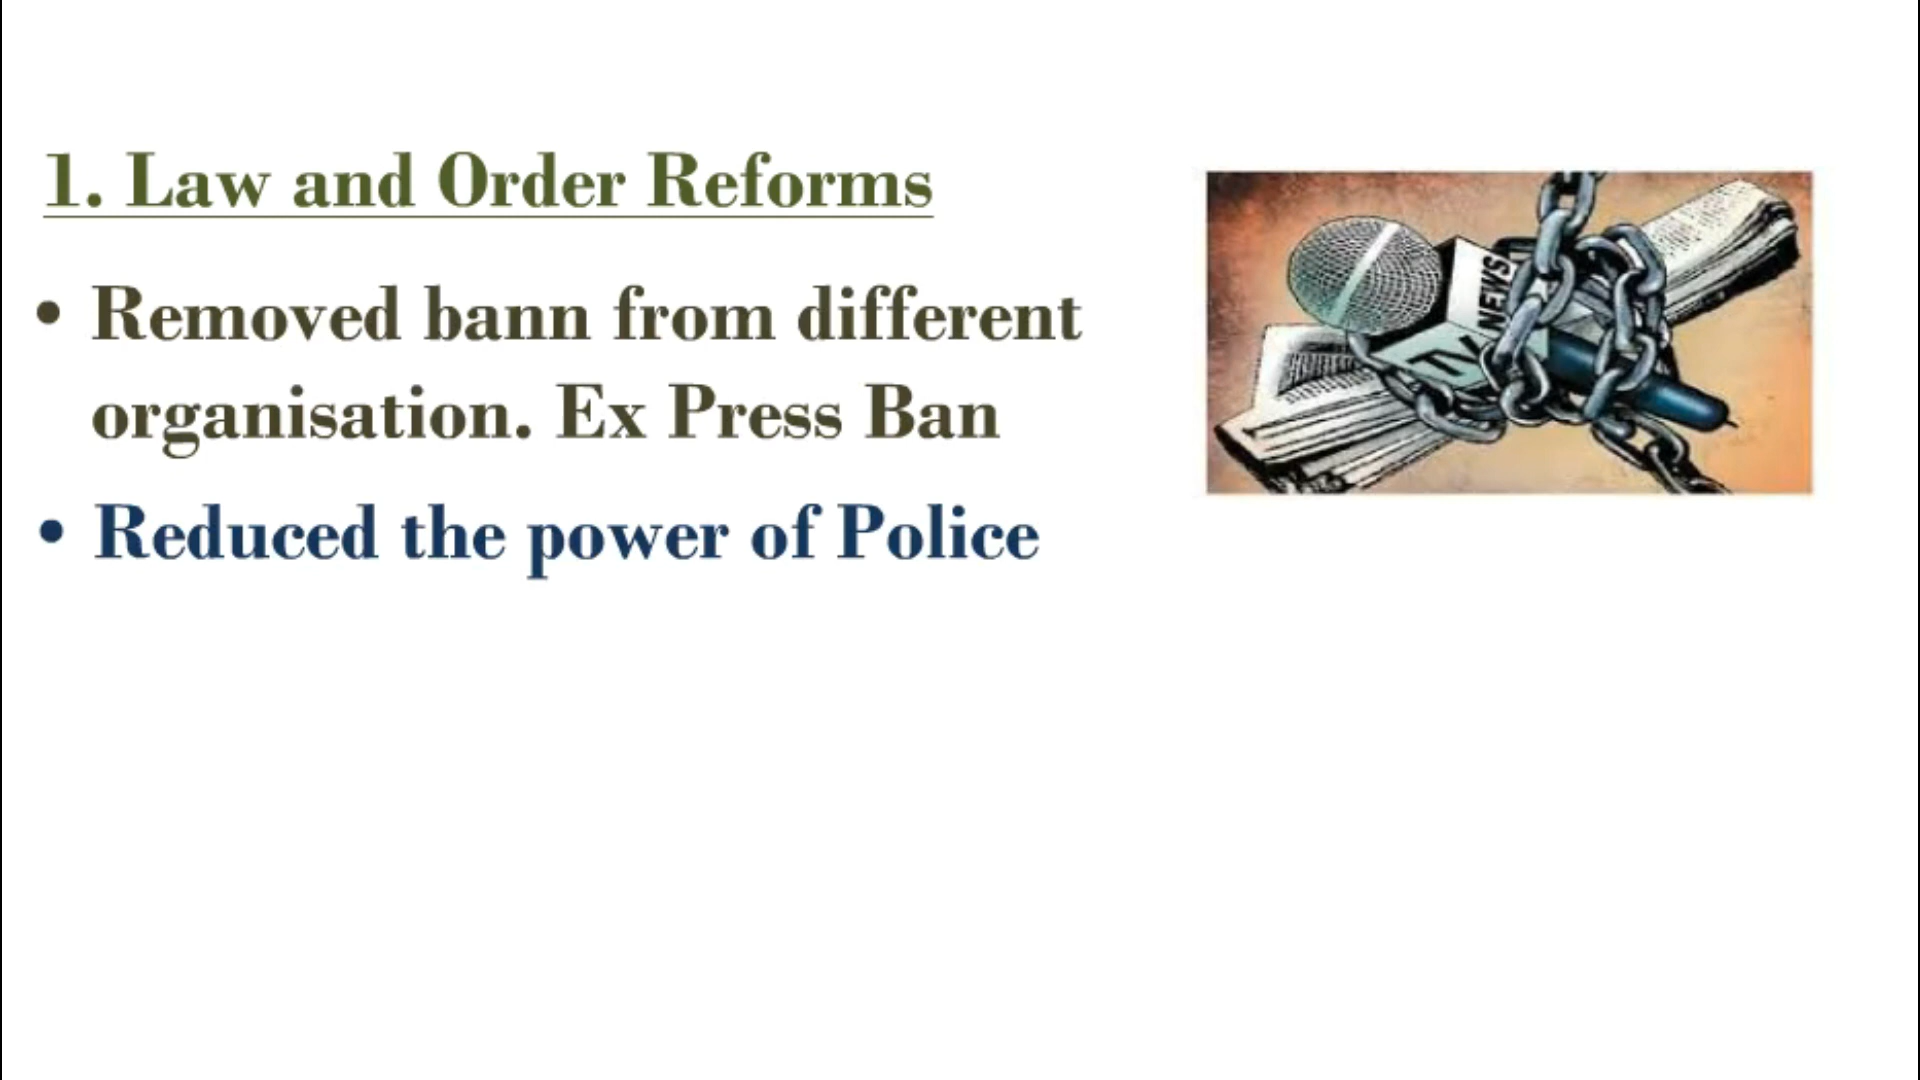 1. Law and Order Reforms
• Removed bann from different
organisation. Ex Press Ban
• Reduced the power of Police
NEWS
TV